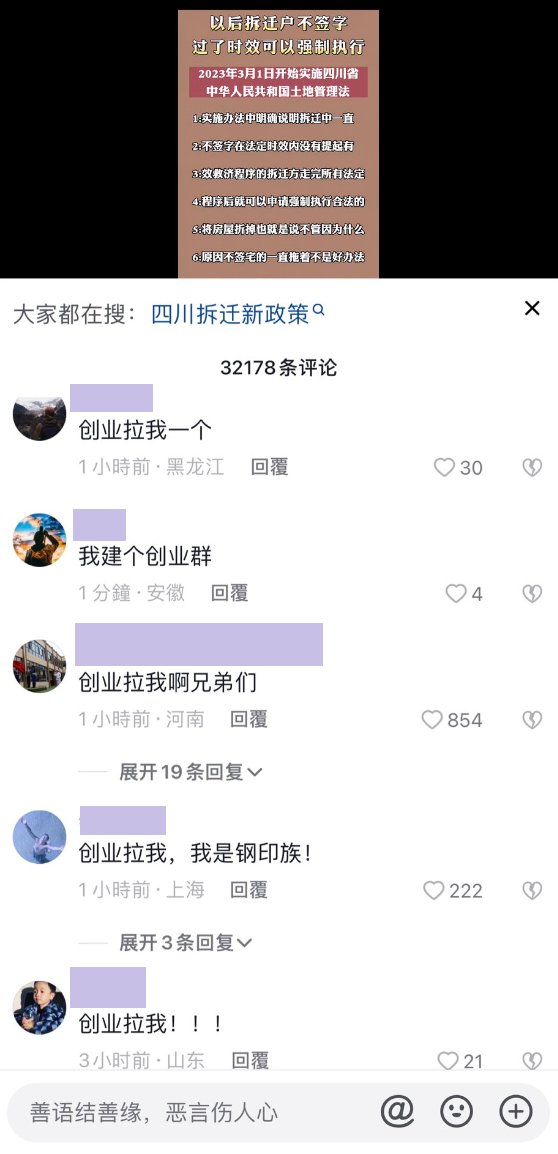 以后拆迁户不签字
过了时效可以强制执行
2023年3月1日开始实施四川省
中华人民共和国土地管理法
1:实施办法中明确说明拆迁中一直
2:不签字在法定时效内没有提起有
3:效救济程序的拆迁方走完所有法定
4:程序后就可以申请强制执行合法的
5:将房屋拆掉也就是说不管因为什么
6:原因不签宅的一直拖着不是好办法
大家都在搜：四川拆迁新政策
32178条评论
创业拉我一个
1小時前·黑龙江 回覆 30
我建个创业群
1分鐘·安徽 回覆 4
创业拉我啊兄弟们
1小時前·河南 回覆 854
展开19条回复
创业拉我，我是钢印族！
1小時前·上海 回覆 222
展开3条回复
创业拉我！！！
3小时前·山东 回覆 21
善语结善缘，恶言伤人心